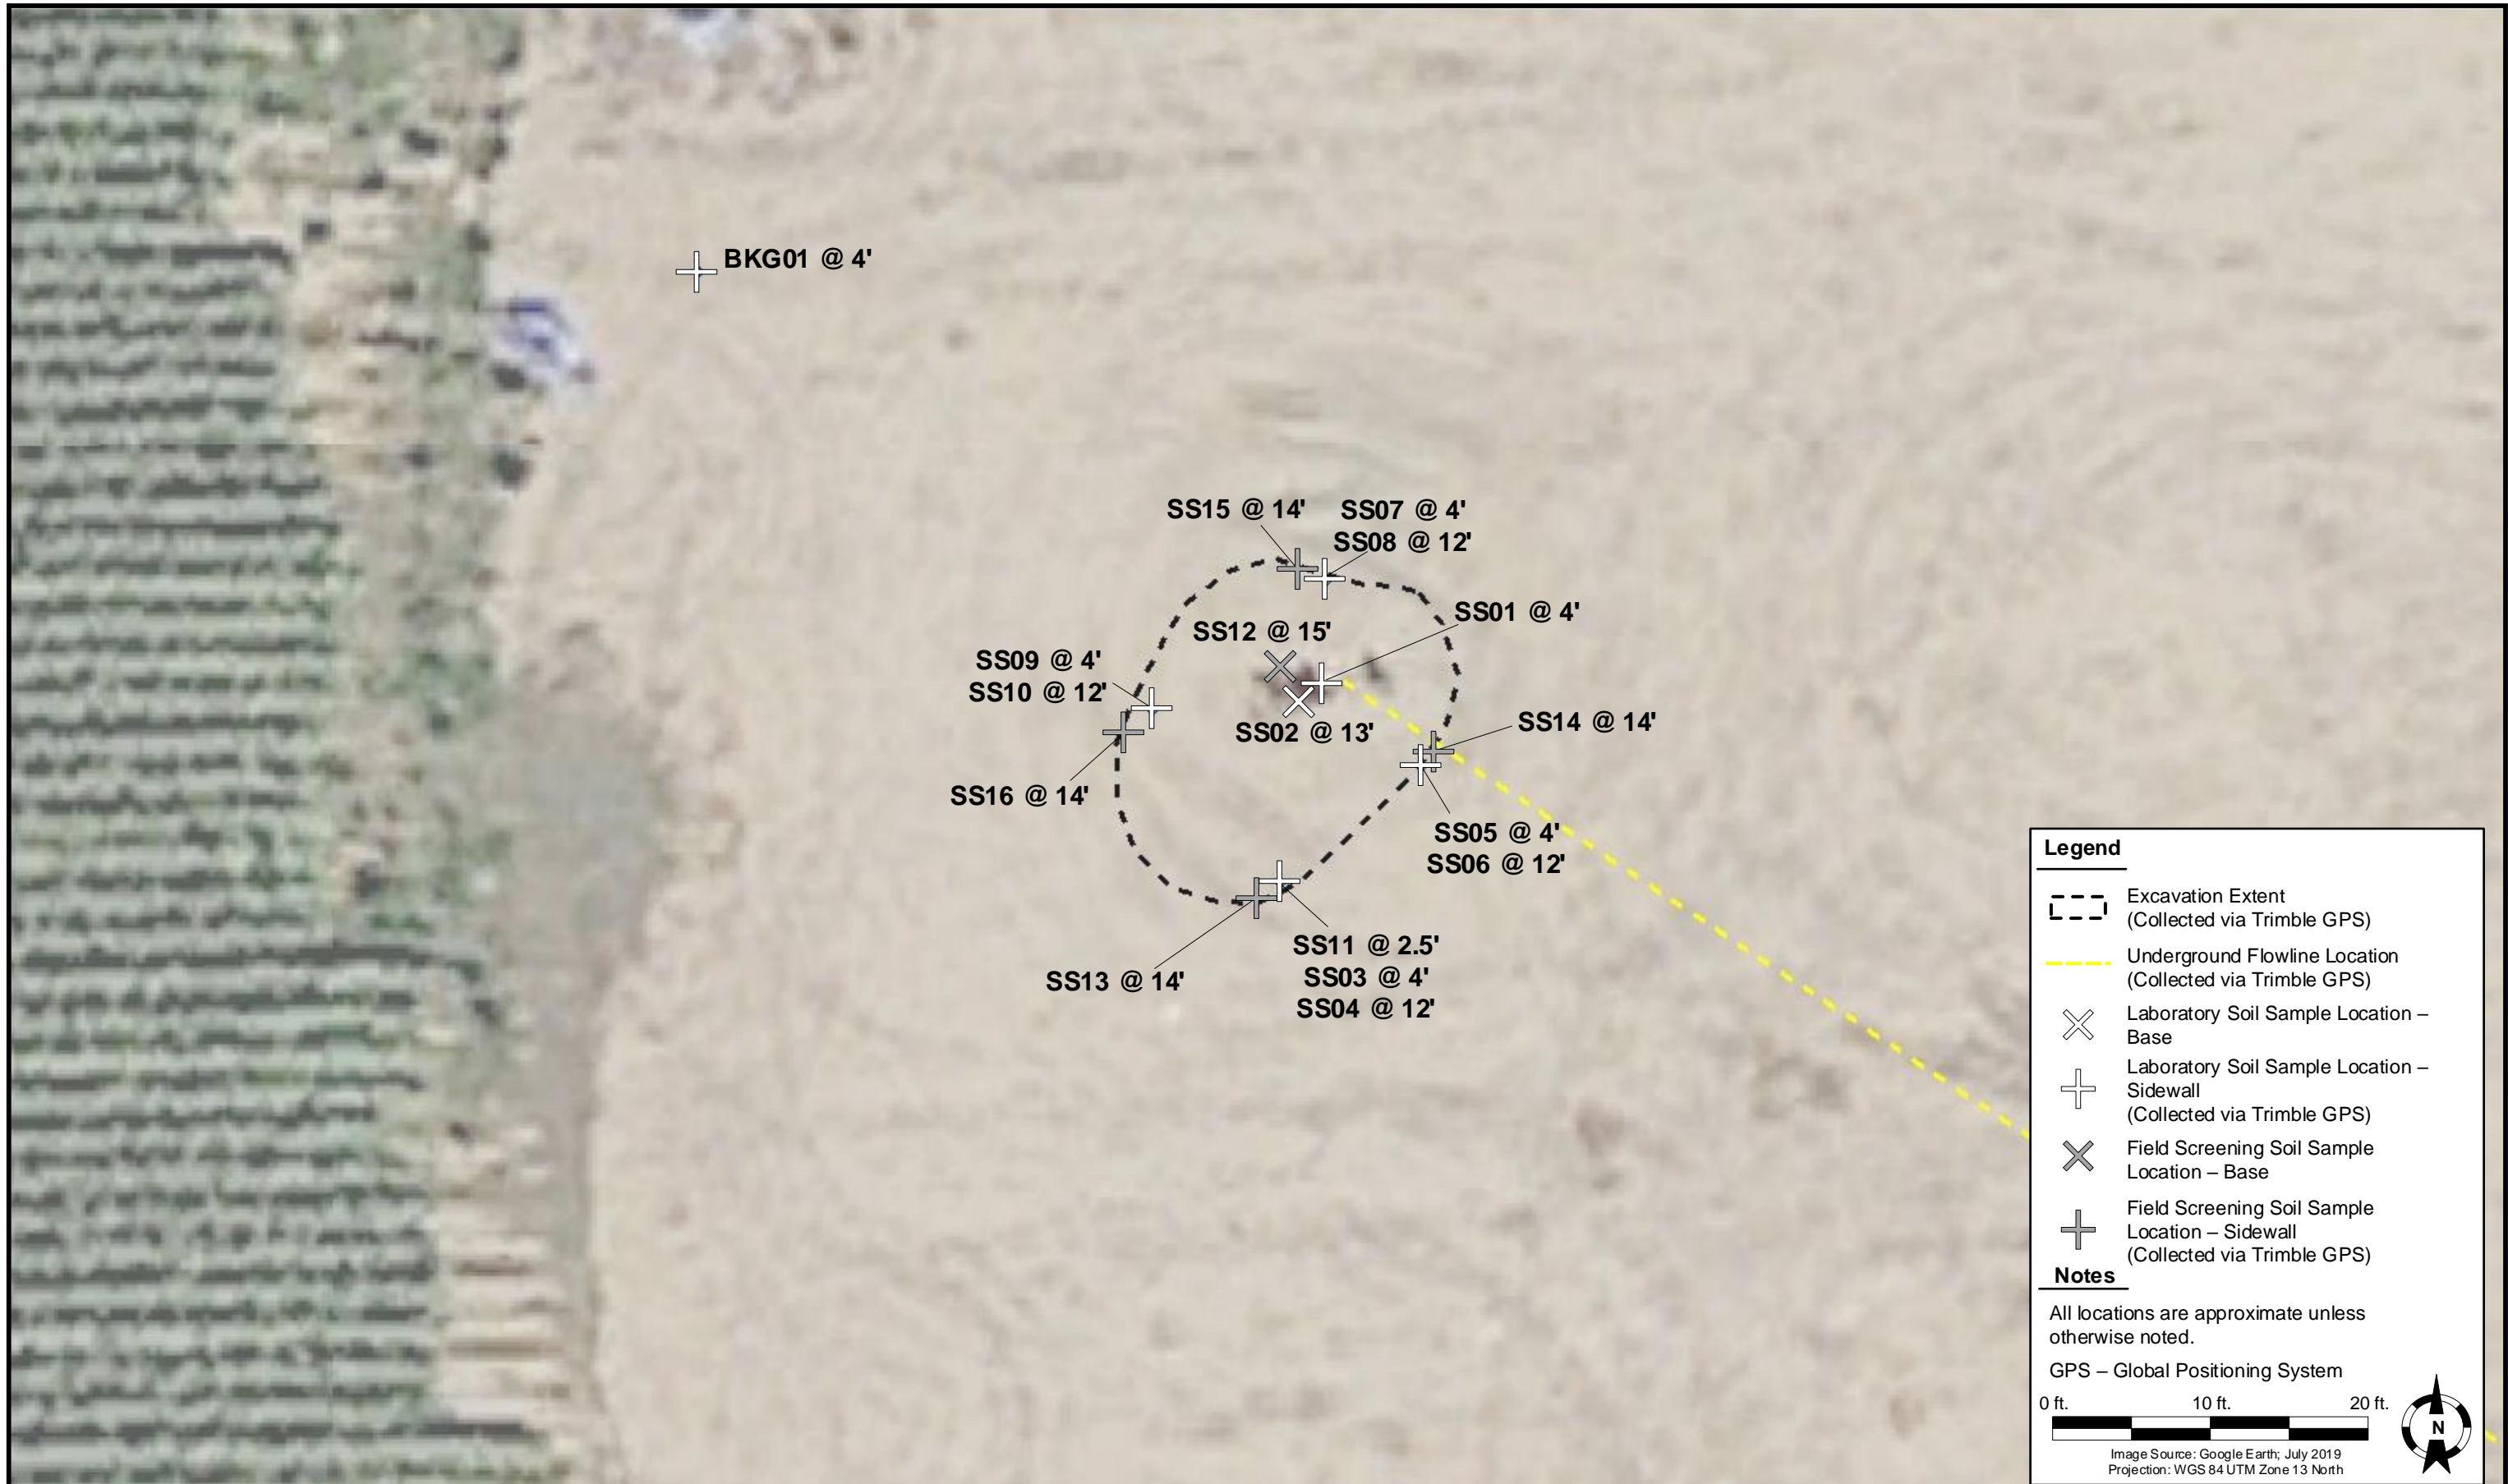 BKG01 @ 4'
SS15 @ 14'
SS07 @ 4'
SS08 @ 12'
SS01 @ 4'
SS12 @ 15'
SS09 @ 4'
SS10 @ 12'
SS02 @ 13'
SS14 @ 14'
SS16 @ 14'
SS05 @ 4'
SS06 @ 12'
SS11 @ 2.5'
SS03 @ 4'
SS04 @ 12'
SS13 @ 14'
Legend
Excavation Extent
(Collected via Trimble GPS)
Underground Flowline Location
(Collected via Trimble GPS)
Laboratory Soil Sample Location –
Base
Laboratory Soil Sample Location –
Sidewall
(Collected via Trimble GPS)
Field Screening Soil Sample
Location – Base
Field Screening Soil Sample
Location – Sidewall
(Collected via Trimble GPS)
Notes
All locations are approximate unless
otherwise noted.
GPS – Global Positioning System
0 ft. 10 ft. 20 ft.
N
Image Source: Google Earth; July 2019
Projection: WGS 84 UTM Zone 13 North